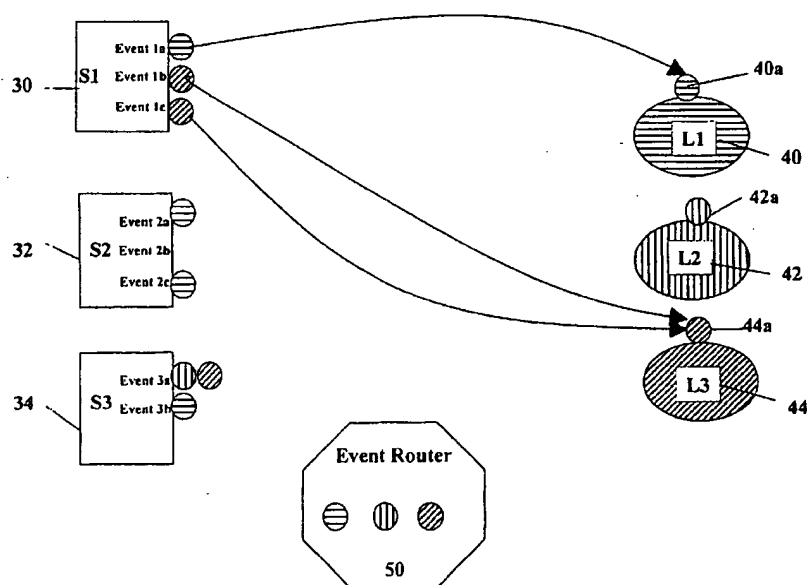 Event 1a
S1
Event 1b
Event 1c
30
40a
L1
40
42a
L2
42
Event 2a
S2
Event 2b
Event 2c
32
44a
L3
44
Event 3a
S3
Event 3b
34
Event Router
50